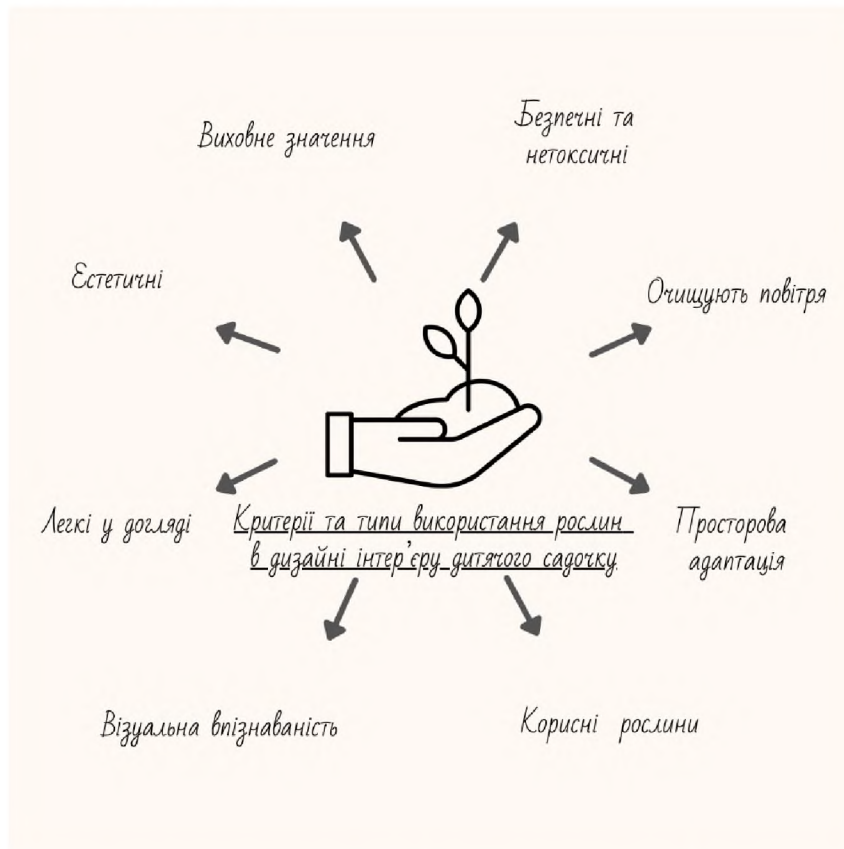 Виховне значення
Безпечні та
нетоксичні
Естетичні
Очищують повітря
Легкі у догляді
Критерії та типи використання рослин
в дизайні інтер'єру дитячого садочку
Просторова
адаптація
Візуальна впізнаваність
Корисні рослини